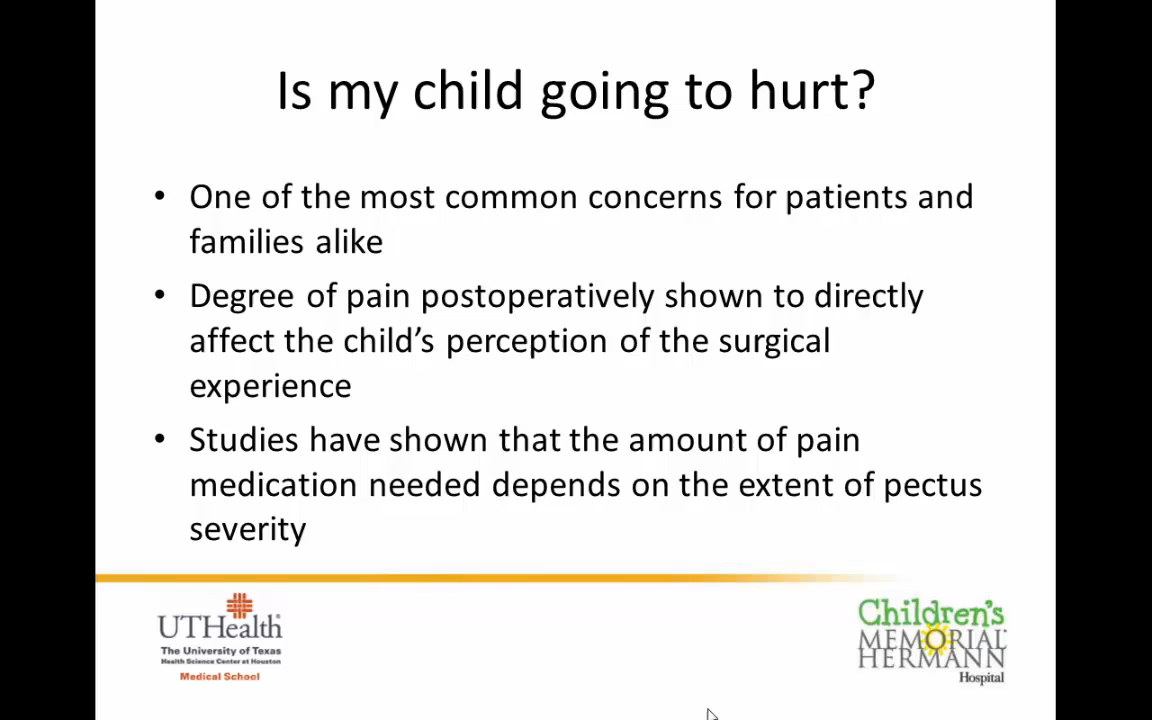 Is my child going to hurt?
• One of the most common concerns for patients and
families alike
• Degree of pain postoperatively shown to directly
affect the child's perception of the surgical
experience
• Studies have shown that the amount of pain
medication needed depends on the extent of pectus
severity
UTHealth
The University of Texas
Health Science Center at Houston
Medical School
Children's
MEMORIAL
HERMANN
Hospital